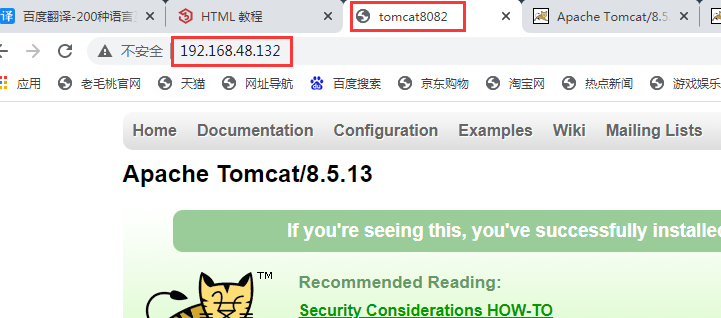 译 百度翻译-200种语言 HTML 教程 tomcat8082 Apache Tomcat/8.5
不安全 192.168.48.132
应用 老毛桃官网 天猫 网址导航 百度搜索 京东购物 淘宝网 热点新闻 游戏娱乐
Home Documentation Configuration Examples Wiki Mailing Lists
Apache Tomcat/8.5.13
If you're seeing this, you've successfully installed
TM
Recommended Reading:
Security Considerations HOW-TO